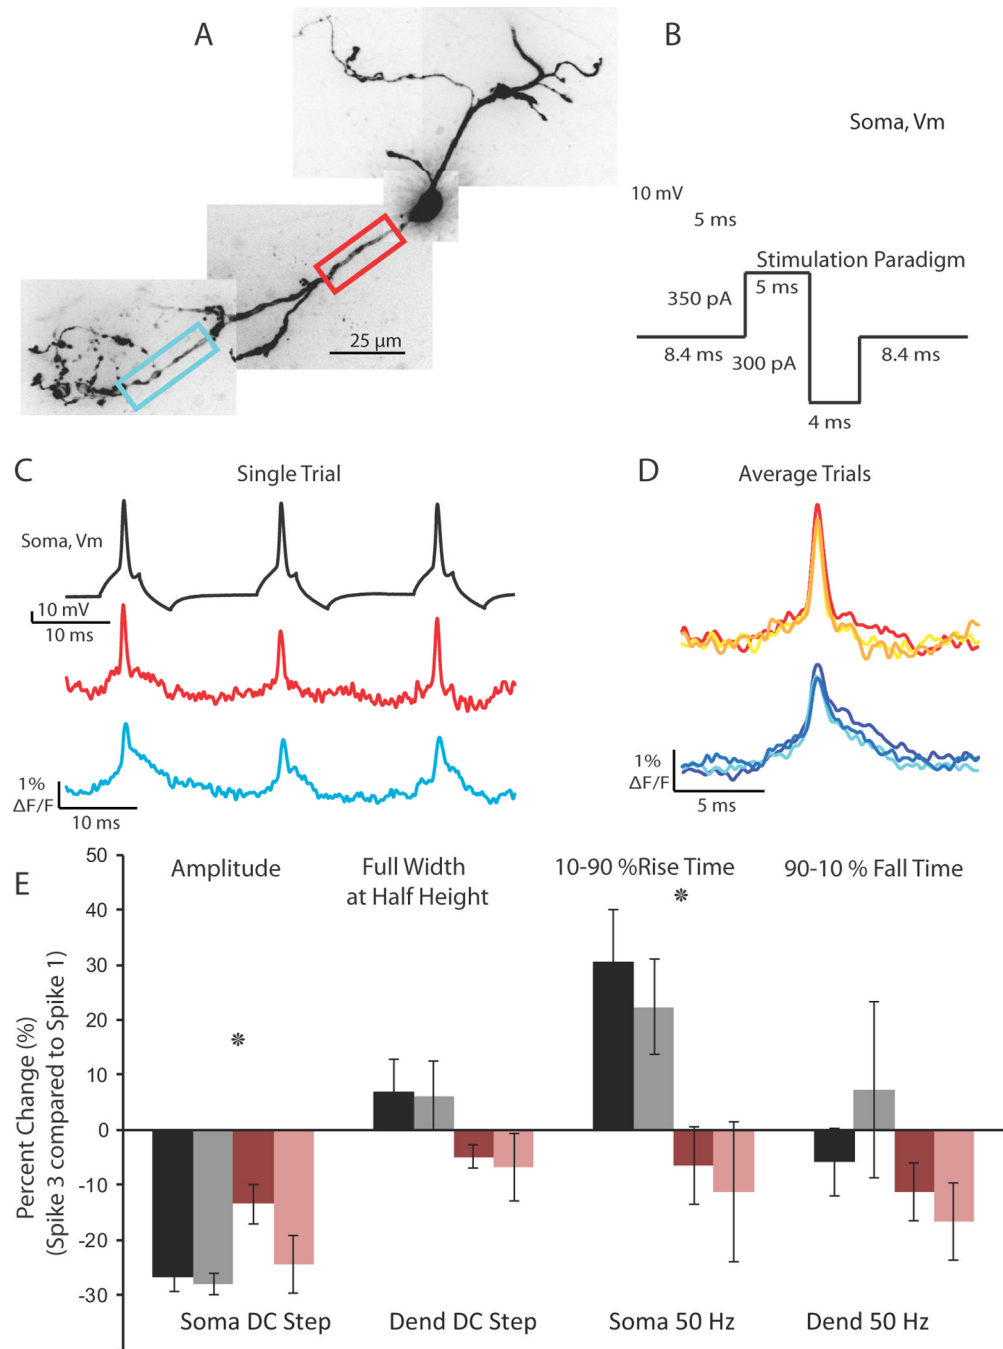 A
B
Soma, Vm
10 mV
5 ms
Stimulation Paradigm
5 ms
350 pA
8.4 ms
300 pA
8.4 ms
4 ms
25 µm
C
Single Trial
D
Average Trials
Soma, Vm
10 mV
10 ms
1%
ΔF/F
10 ms
1%
ΔF/F
5 ms
E
Amplitude
Full Width
at Half Height
10-90 %Rise Time
90-10 % Fall Time
*
*
Percent Change (%)
(Spike 3 compared to Spike 1)
50
40
30
20
10
0
-10
-20
-30
Soma DC Step
Dend DC Step
Soma 50 Hz
Dend 50 Hz